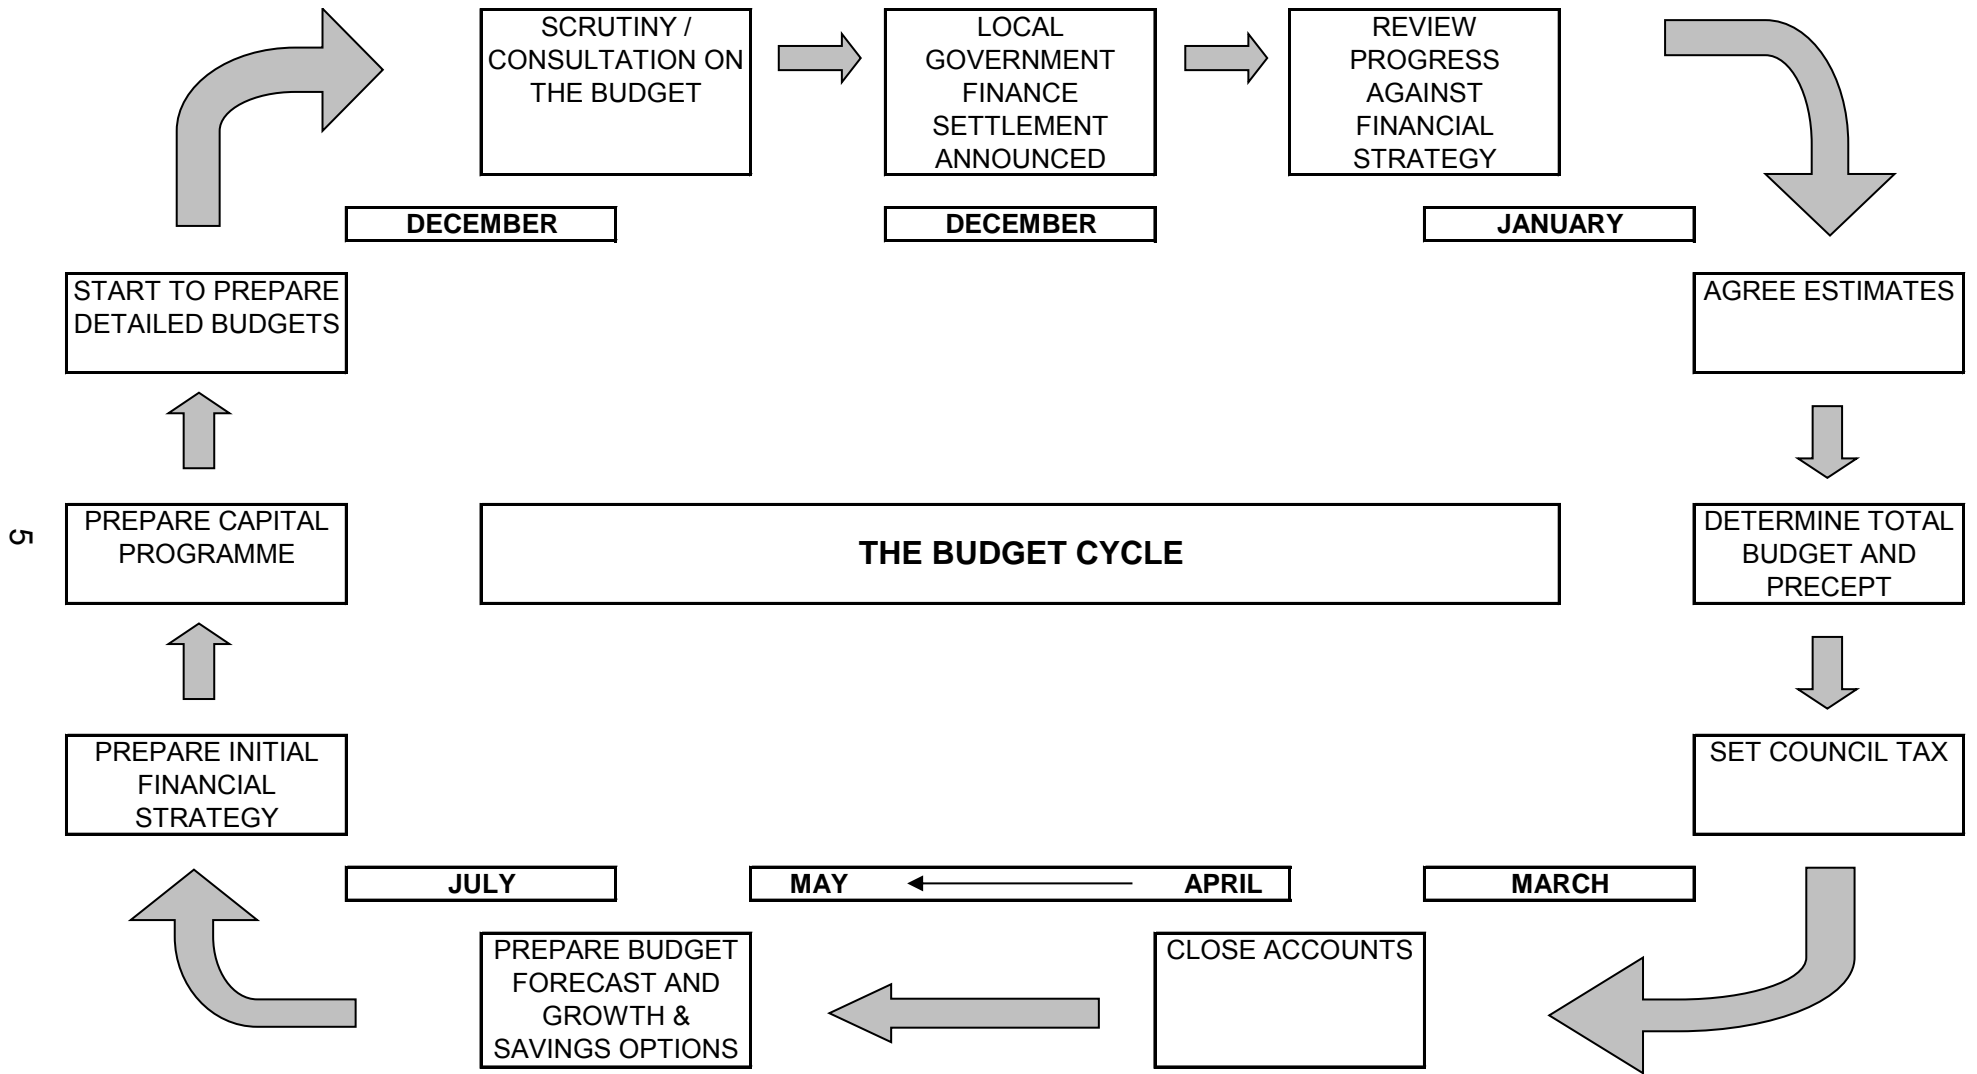 SCRUTINY /
CONSULTATION ON
THE BUDGET
LOCAL
GOVERNMENT
FINANCE
SETTLEMENT
ANNOUNCED
REVIEW
PROGRESS
AGAINST
FINANCIAL
STRATEGY
DECEMBER
DECEMBER
JANUARY
START TO PREPARE
DETAILED BUDGETS
AGREE ESTIMATES
5
PREPARE CAPITAL
PROGRAMME
THE BUDGET CYCLE
DETERMINE TOTAL
BUDGET AND
PRECEPT
PREPARE INITIAL
FINANCIAL
STRATEGY
SET COUNCIL TAX
JULY
MAY
APRIL
MARCH
PREPARE BUDGET
FORECAST AND
GROWTH &
SAVINGS OPTIONS
CLOSE ACCOUNTS